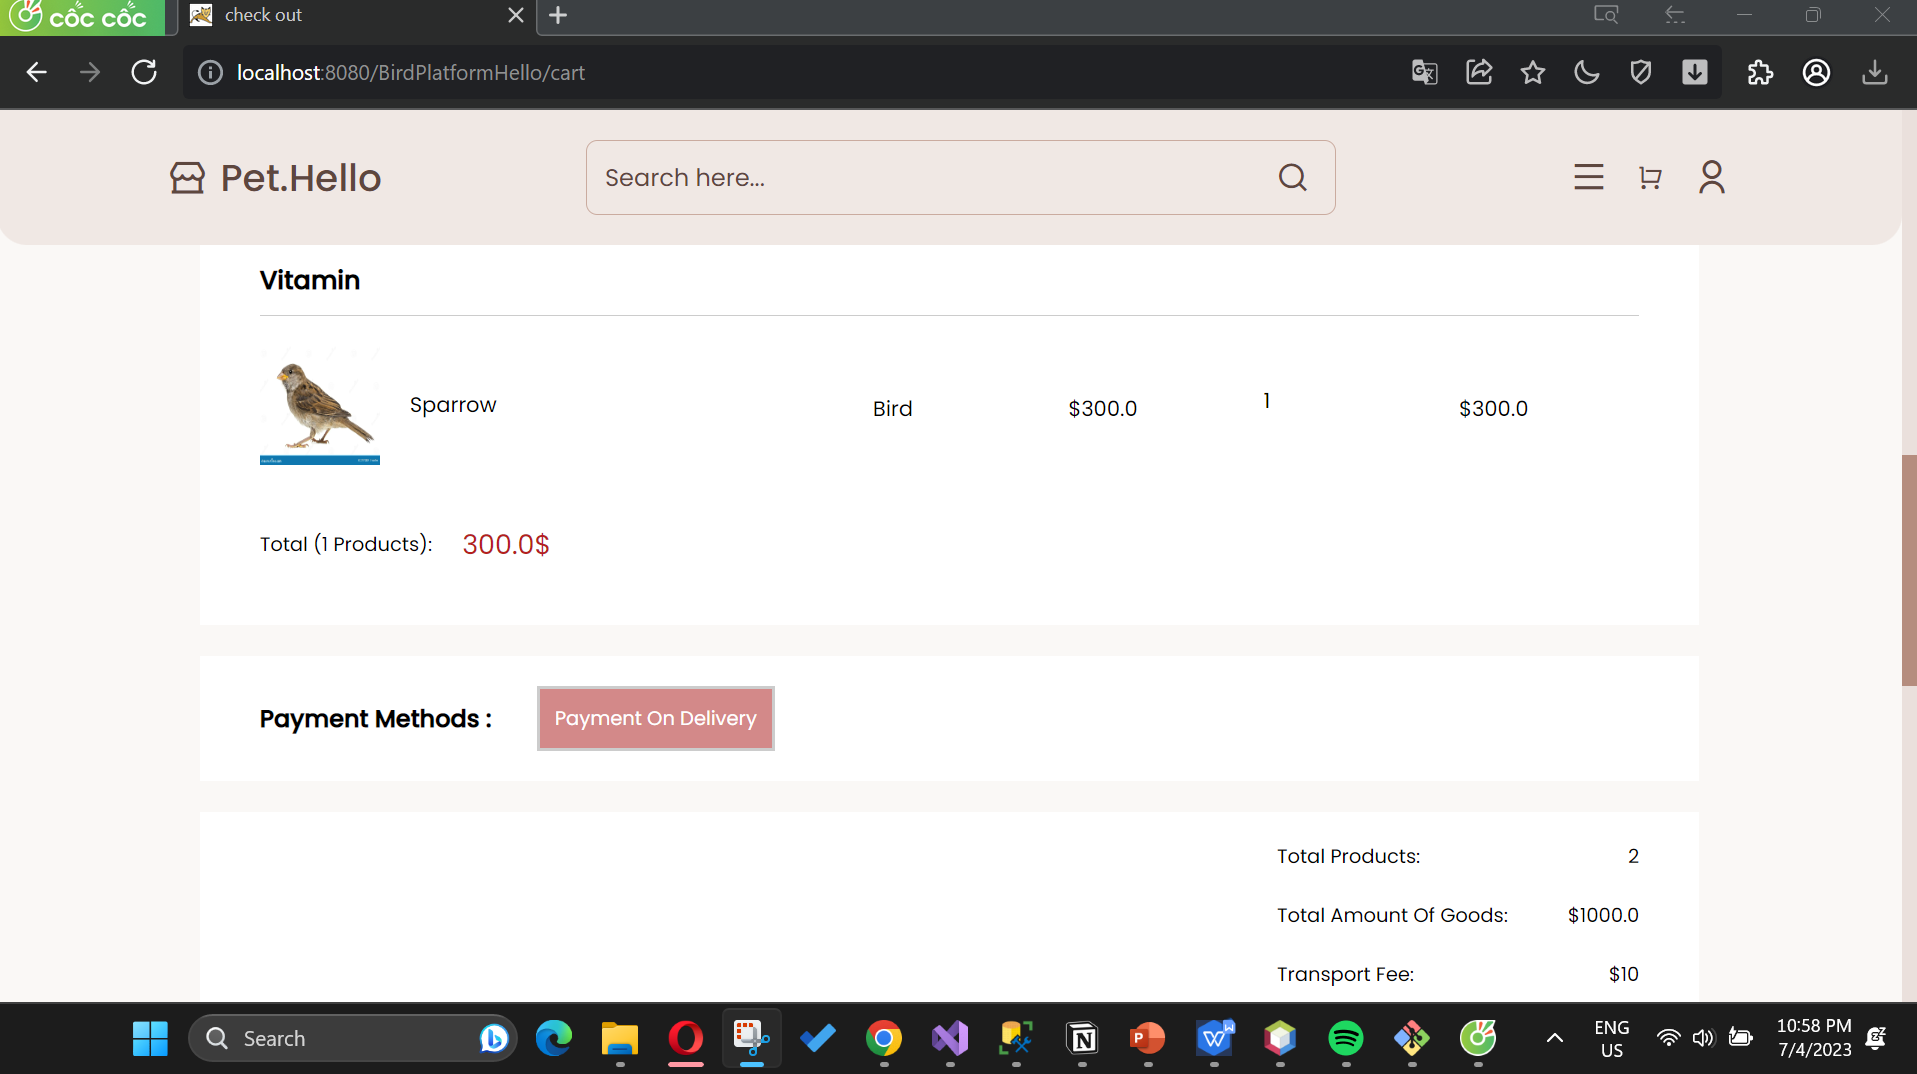 cốc cốc
check out
localhost:8080/BirdPlatformHello/cart
Pet.Hello
Search here...
Vitamin
Sparrow
Bird
$300.0
1
$300.0
Total (1 Products):
300.0$
Payment Methods :
Payment On Delivery
Total Products:
2
Total Amount Of Goods:
$1000.0
Transport Fee:
$10
Search
ENG
US
10:58 PM
7/4/2023